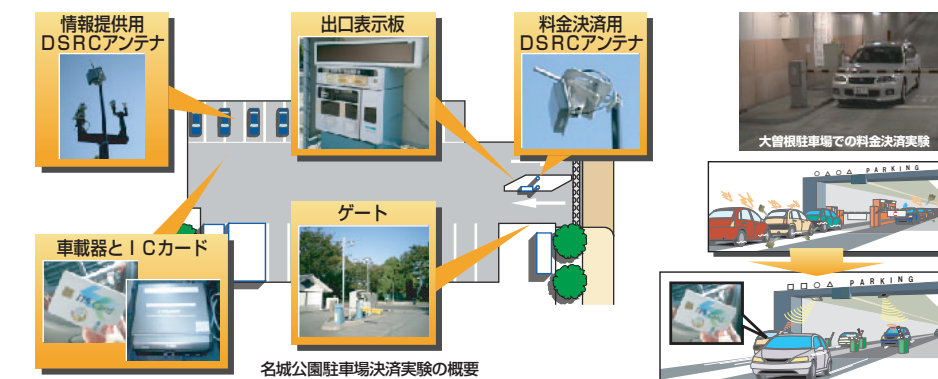 情報提供用
DSRCアンテナ
出口表示板
料金決済用
DSRCアンテナ
大曽根駐車場での料金決済実験
○△○△ PARKING
ゲート
車載器とICカード
□□○△ PARKING
名城公園駐車場決済実験の概要